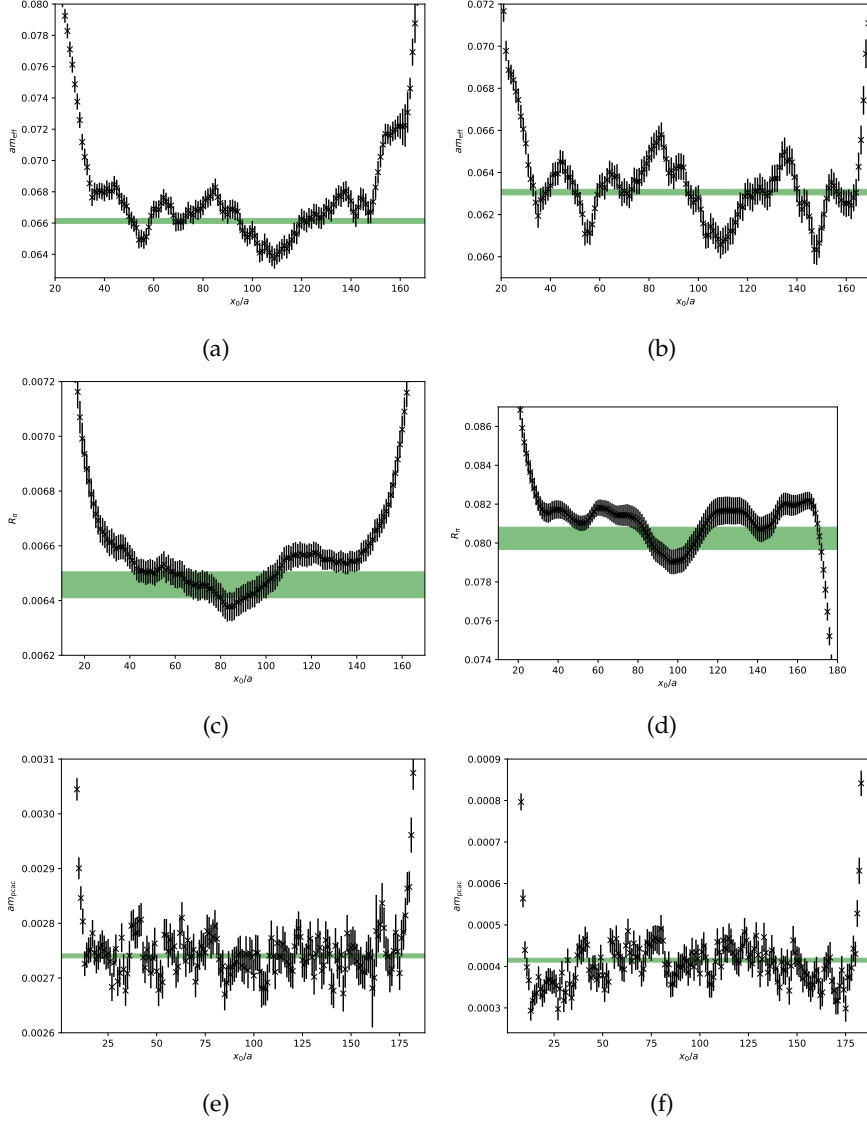 0.080
0.078
0.076
0.074
0.072
0.070
0.068
0.066
0.064
am_eff
20 40 60 80 100 120 140 160
x₀/a
(a)
0.072
0.070
0.068
0.066
0.064
0.062
0.060
am_eff
20 40 60 80 100 120 140 160
x₀/a
(b)
0.0072
0.0070
0.0068
0.0066
0.0064
0.0062
R_π
20 40 60 80 100 120 140 160
x₀/a
(c)
0.086
0.084
0.082
0.080
0.078
0.076
0.074
R_π
20 40 60 80 100 120 140 160 180
x₀/a
(d)
0.0031
0.0030
0.0029
0.0028
0.0027
0.0026
am_pcac
25 50 75 100 125 150 175
x₀/a
(e)
0.0009
0.0008
0.0007
0.0006
0.0005
0.0004
0.0003
am_pcac
25 50 75 100 125 150 175
x₀/a
(f)